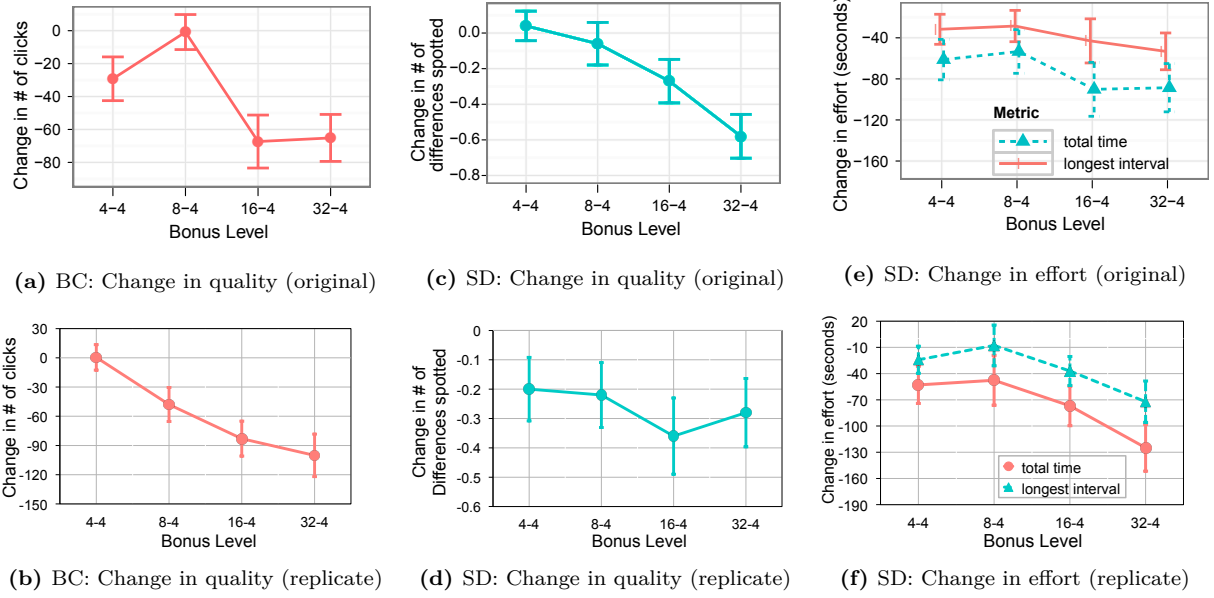 Change in # of clicks
0
−20
−40
−60
−80
4−4 8−4 16−4 32−4
Bonus Level
(a) BC: Change in quality (original)
Change in # of
differences spotted
0.0
−0.2
−0.4
−0.6
−0.8
4−4 8−4 16−4 32−4
Bonus Level
(c) SD: Change in quality (original)
Change in effort (seconds)
−40
−80
−120
−160
Metric
total time
longest interval
4−4 8−4 16−4 32−4
Bonus Level
(e) SD: Change in effort (original)
Change in # of clicks
30
0
-30
-60
-90
-120
-150
4-4 8-4 16-4 32-4
Bonus Level
(b) BC: Change in quality (replicate)
Change in # of
Differences spotted
0
-0.1
-0.2
-0.3
-0.4
-0.5
-0.6
4-4 8-4 16-4 32-4
Bonus Level
(d) SD: Change in quality (replicate)
Change in effort (seconds)
20
-10
-40
-70
-100
-130
-160
-190
total time
longest interval
4-4 8-4 16-4 32-4
Bonus Level
(f) SD: Change in effort (replicate)